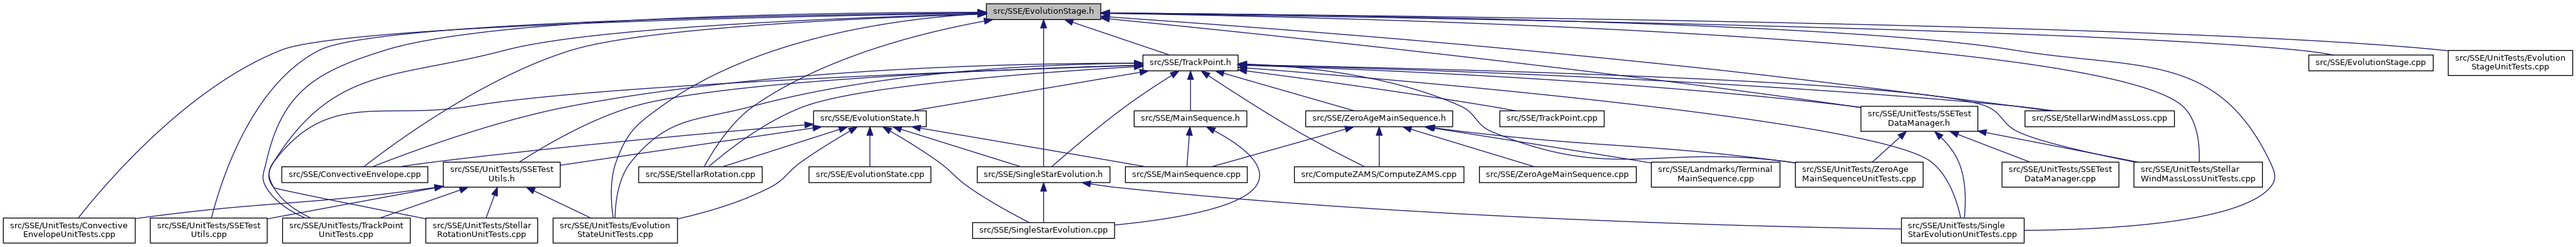 src/SSE/EvolutionStage.h
src/SSE/TrackPoint.h
src/SSE/EvolutionStage.cpp
src/SSE/UnitTests/Evolution
StageUnitTests.cpp
src/SSE/EvolutionState.h
src/SSE/MainSequence.h
src/SSE/ZeroAgeMainSequence.h
src/SSE/TrackPoint.cpp
src/SSE/UnitTests/SSETest
DataManager.h
src/SSE/StellarWindMassLoss.cpp
src/SSE/ConvectiveEnvelope.cpp
src/SSE/UnitTests/SSETest
Utils.h
src/SSE/StellarRotation.cpp
src/SSE/EvolutionState.cpp
src/SSE/SingleStarEvolution.h
src/SSE/MainSequence.cpp
src/ComputeZAMS/ComputeZAMS.cpp
src/SSE/ZeroAgeMainSequence.cpp
src/SSE/Landmarks/Terminal
MainSequence.cpp
src/SSE/UnitTests/ZeroAge
MainSequenceUnitTests.cpp
src/SSE/UnitTests/SSETest
DataManager.cpp
src/SSE/UnitTests/Stellar
WindMassLossUnitTests.cpp
src/SSE/UnitTests/Convective
EnvelopeUnitTests.cpp
src/SSE/UnitTests/SSETest
Utils.cpp
src/SSE/UnitTests/TrackPoint
UnitTests.cpp
src/SSE/UnitTests/Stellar
RotationUnitTests.cpp
src/SSE/UnitTests/Evolution
StateUnitTests.cpp
src/SSE/SingleStarEvolution.cpp
src/SSE/UnitTests/Single
StarEvolutionUnitTests.cpp